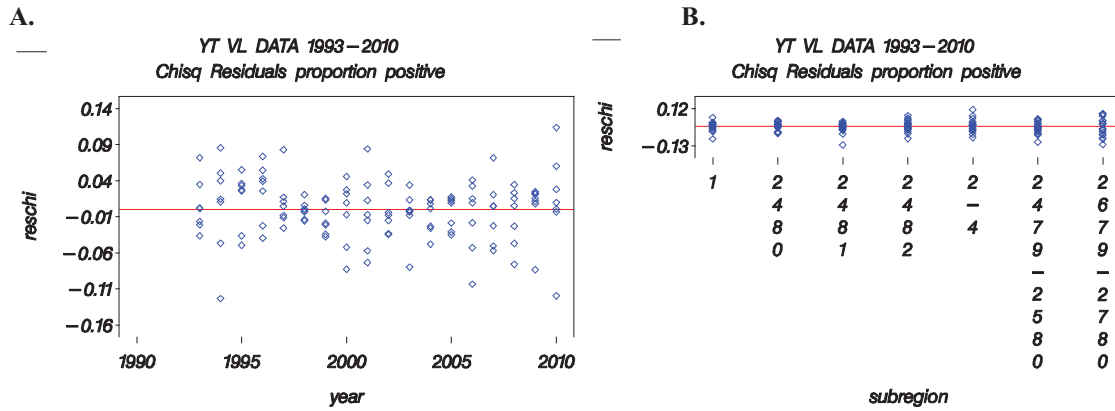 A.
YT VL DATA 1993–2010
Chisq Residuals proportion positive
reschi
0.14
0.09
0.04
−0.01
−0.06
−0.11
−0.16
1990 1995 2000 2005 2010
year
B.
YT VL DATA 1993–2010
Chisq Residuals proportion positive
reschi
0.12
−0.13
1 2 2 2 2 2 2
4 4 4 – 4 6
8 8 8 4 7 7
0 1 2 9 9
– –
2 2
5 7
8 8
0 0
subregion